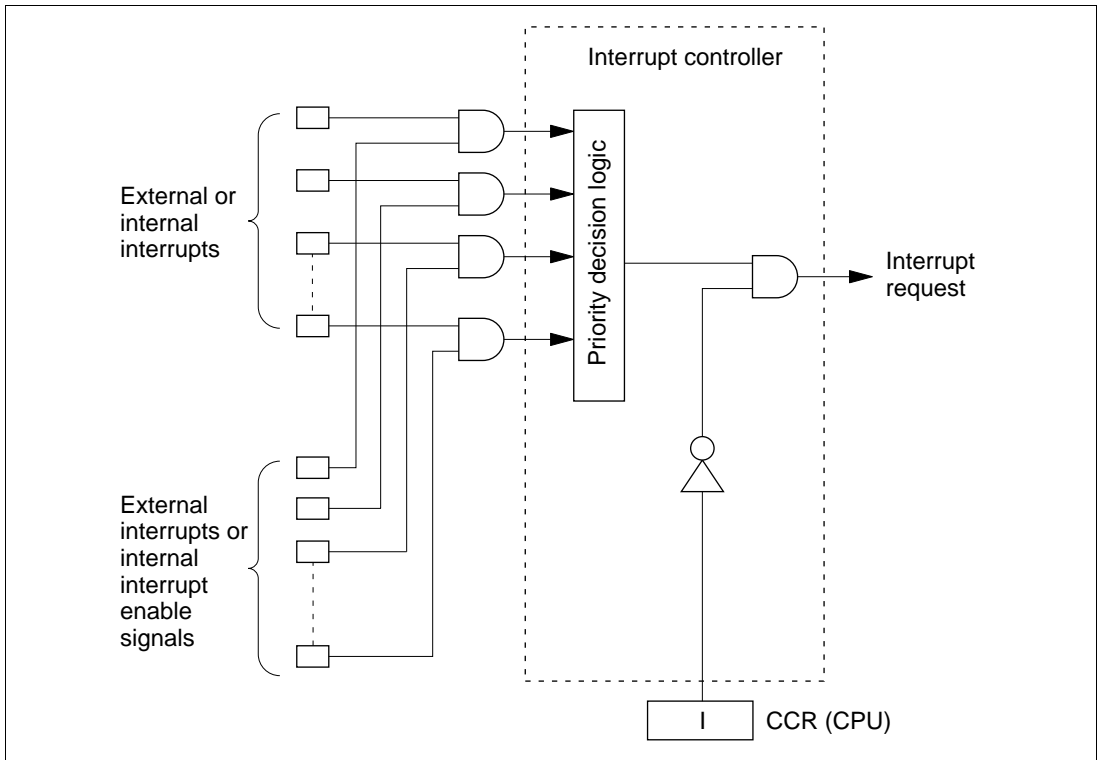 Interrupt controller
External or
internal
interrupts
Priority decision logic
Interrupt
request
External
interrupts or
internal
interrupt
enable
signals
I
CCR (CPU)